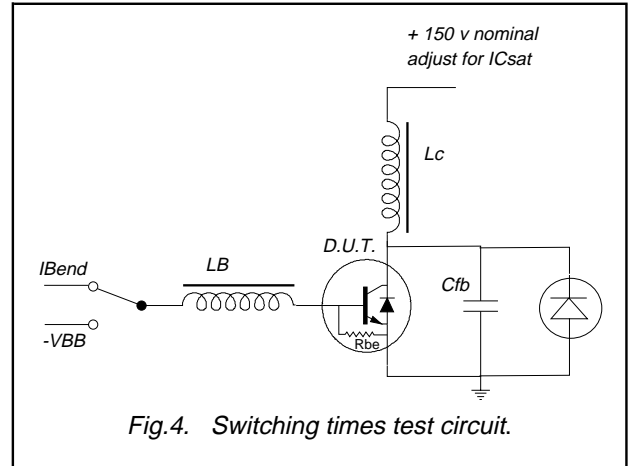 + 150 v nominal
adjust for ICsat
Lc
D.U.T.
IBend
LB
Cfb
-VBB
Rbe
Fig.4. Switching times test circuit.